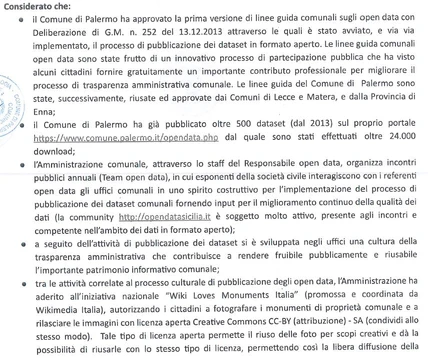 Considerato che:
• il Comune di Palermo ha approvato la prima versione di linee guida comunali sugli open data con
Deliberazione di G.M. n. 252 del 13.12.2013 attraverso le quali è stato avviato, e via via
implementato, il processo di pubblicazione dei dataset in formato aperto. Le linee guida comunali
open data sono state frutto di un innovativo processo di partecipazione pubblica che ha visto
alcuni cittadini fornire gratuitamente un importante contributo professionale per migliorare il
processo di trasparenza amministrativa comunale. Le linee guida del Comune di Palermo sono
state, successivamente, riusate ed approvate dai Comuni di Lecce e Matera, e dalla Provincia di
Enna;
• il Comune di Palermo ha già pubblicato oltre 500 dataset (dal 2013) sul proprio portale
https://www.comune.palermo.it/opendata.php dal quale sono stati effettuati oltre 24.000
download;
• l'Amministrazione comunale, attraverso lo staff del Responsabile open data, organizza incontri
pubblici annuali (Team open data), in cui esponenti della società civile interagiscono con i referenti
open data gli uffici comunali in uno spirito costruttivo per l'implementazione del processo di
pubblicazione dei dataset comunali fornendo input per il miglioramento continuo della qualità dei
dati (la community http://opendatasicilia.it è soggetto molto attivo, presente agli incontri e
competente nell'ambito dei dati in formato aperto);
• a seguito dell'attività di pubblicazione dei dataset si è sviluppata negli uffici una cultura della
trasparenza amministrativa che contribuisce a rendere fruibile pubblicamente e riusabile
l'importante patrimonio informativo comunale;
• tra le attività correlate al processo culturale di pubblicazione degli open data, l'Amministrazione ha
aderito all'iniziativa nazionale "Wiki Loves Monuments Italia" (promossa e coordinata da
Wikimedia Italia), autorizzando i cittadini a fotografare i monumenti di proprietà comunale e a
rilasciare le immagini con licenza aperta Creative Commons CC-BY (attribuzione) - SA (condividi allo
stesso modo). Tale tipo di licenza aperta permette il riuso delle foto per scopi creativi e dà la
possibilità di riusarle con lo stesso tipo di licenza, permettendo così la libera diffusione della